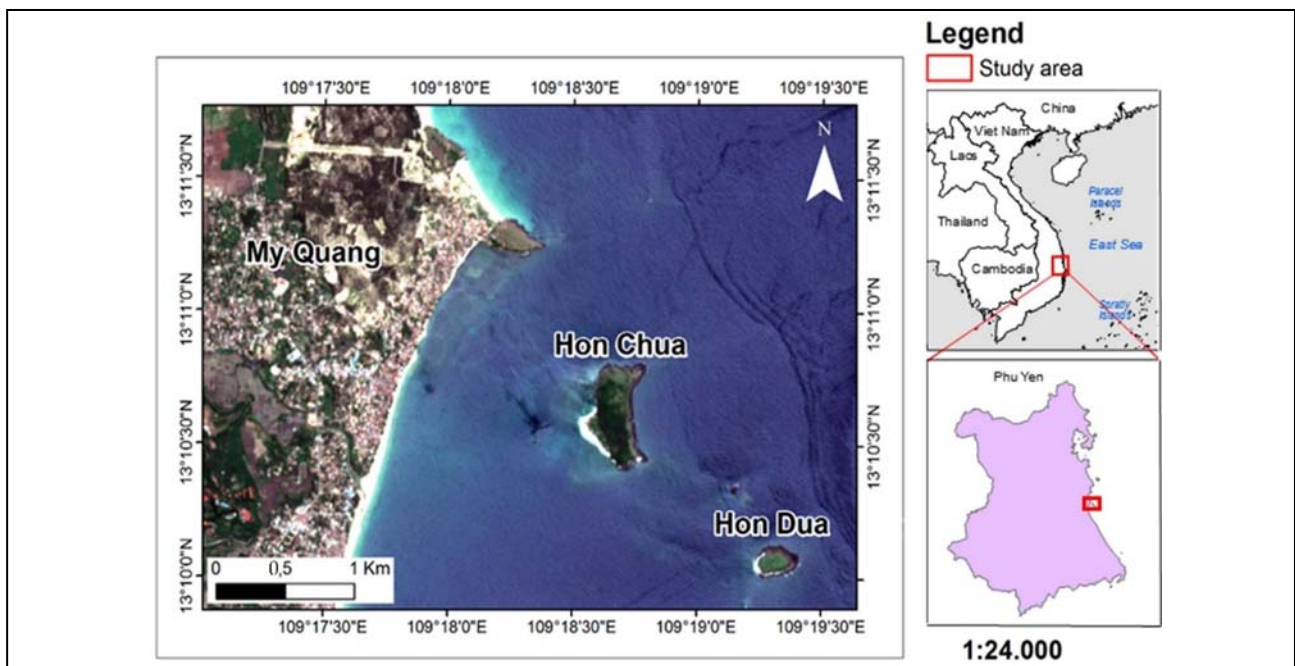 109°17'30"E
109°18'0"E
109°18'30"E
109°19'0"E
109°19'30"E
13°11'30"N
13°11'0"N
13°10'30"N
13°10'0"N
N
My Quang
Hon Chua
Hon Dua
0 0,5 1 Km
13°11'30"N
13°11'0"N
13°10'30"N
13°10'0"N
109°17'30"E
109°18'0"E
109°18'30"E
109°19'0"E
109°19'30"E
Legend
Study area
China
Viet Nam
Laos
Paracel
Islands
Thailand
East Sea
Cambodia
Spratly
Islands
Phu Yen
1:24.000